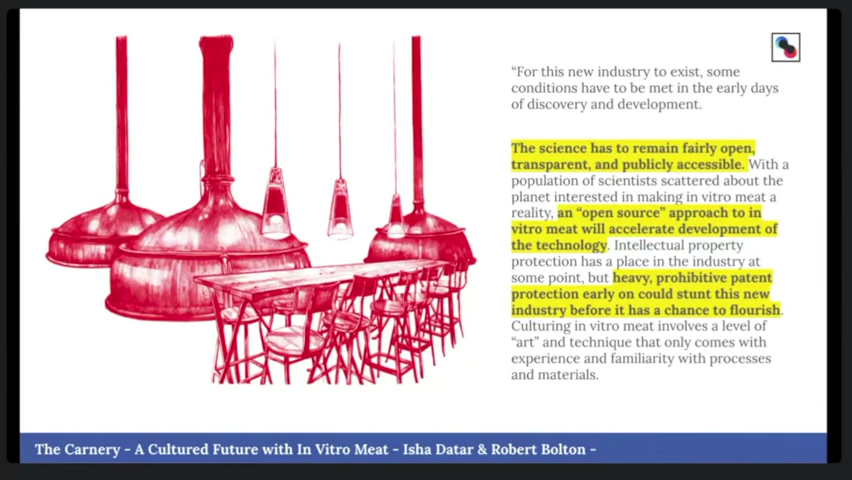 “For this new industry to exist, some
conditions have to be met in the early days
of discovery and development.
The science has to remain fairly open,
transparent, and publicly accessible. With a
population of scientists scattered about the
planet interested in making in vitro meat a
reality, an “open source” approach to in
vitro meat will accelerate development of
the technology. Intellectual property
protection has a place in the industry at
some point, but heavy, prohibitive patent
protection early on could stunt this new
industry before it has a chance to flourish.
Culturing in vitro meat involves a level of
“art” and technique that only comes with
experience and familiarity with processes
and materials.
The Carnery - A Cultured Future with In Vitro Meat - Isha Datar & Robert Bolton -